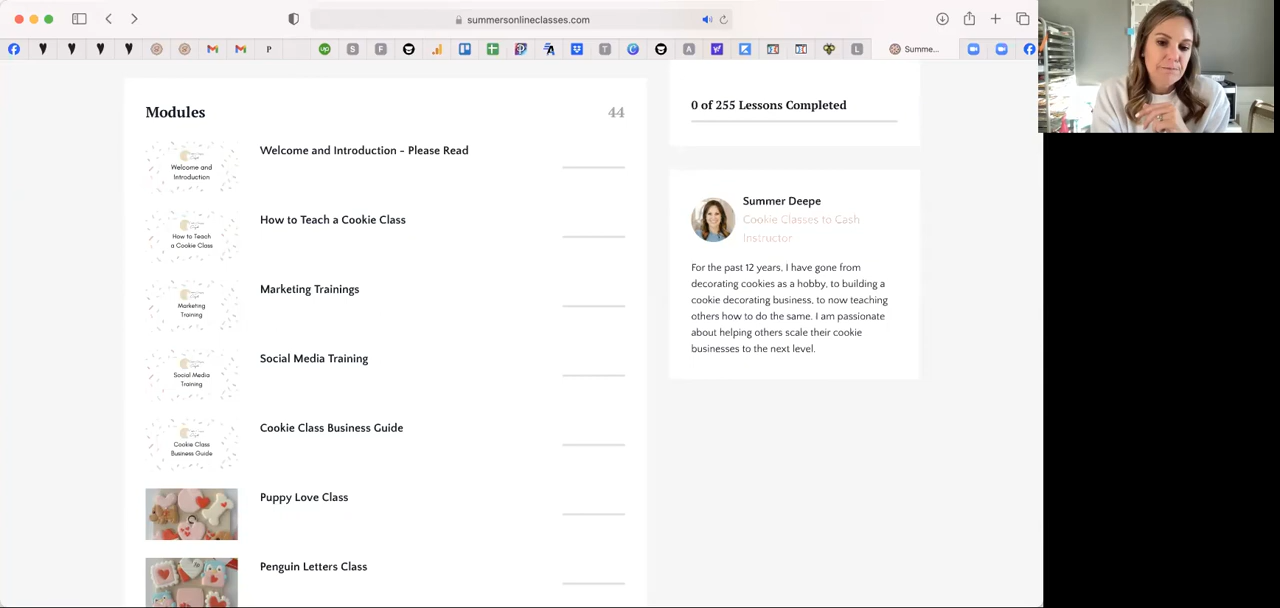 summersonlineclasses.com
Summe...
Modules
44
Welcome and Introduction
Welcome and Introduction - Please Read
How to Teach a Cookie Class
How to Teach a Cookie Class
Marketing Training
Marketing Trainings
Social Media Training
Social Media Training
Cookie Class Business Guide
Cookie Class Business Guide
Puppy Love Class
Penguin Letters Class
0 of 255 Lessons Completed
Summer Deepe
Cookie Classes to Cash
Instructor
For the past 12 years, I have gone from
decorating cookies as a hobby, to building a
cookie decorating business, to now teaching
others how to do the same. I am passionate
about helping others scale their cookie
businesses to the next level.